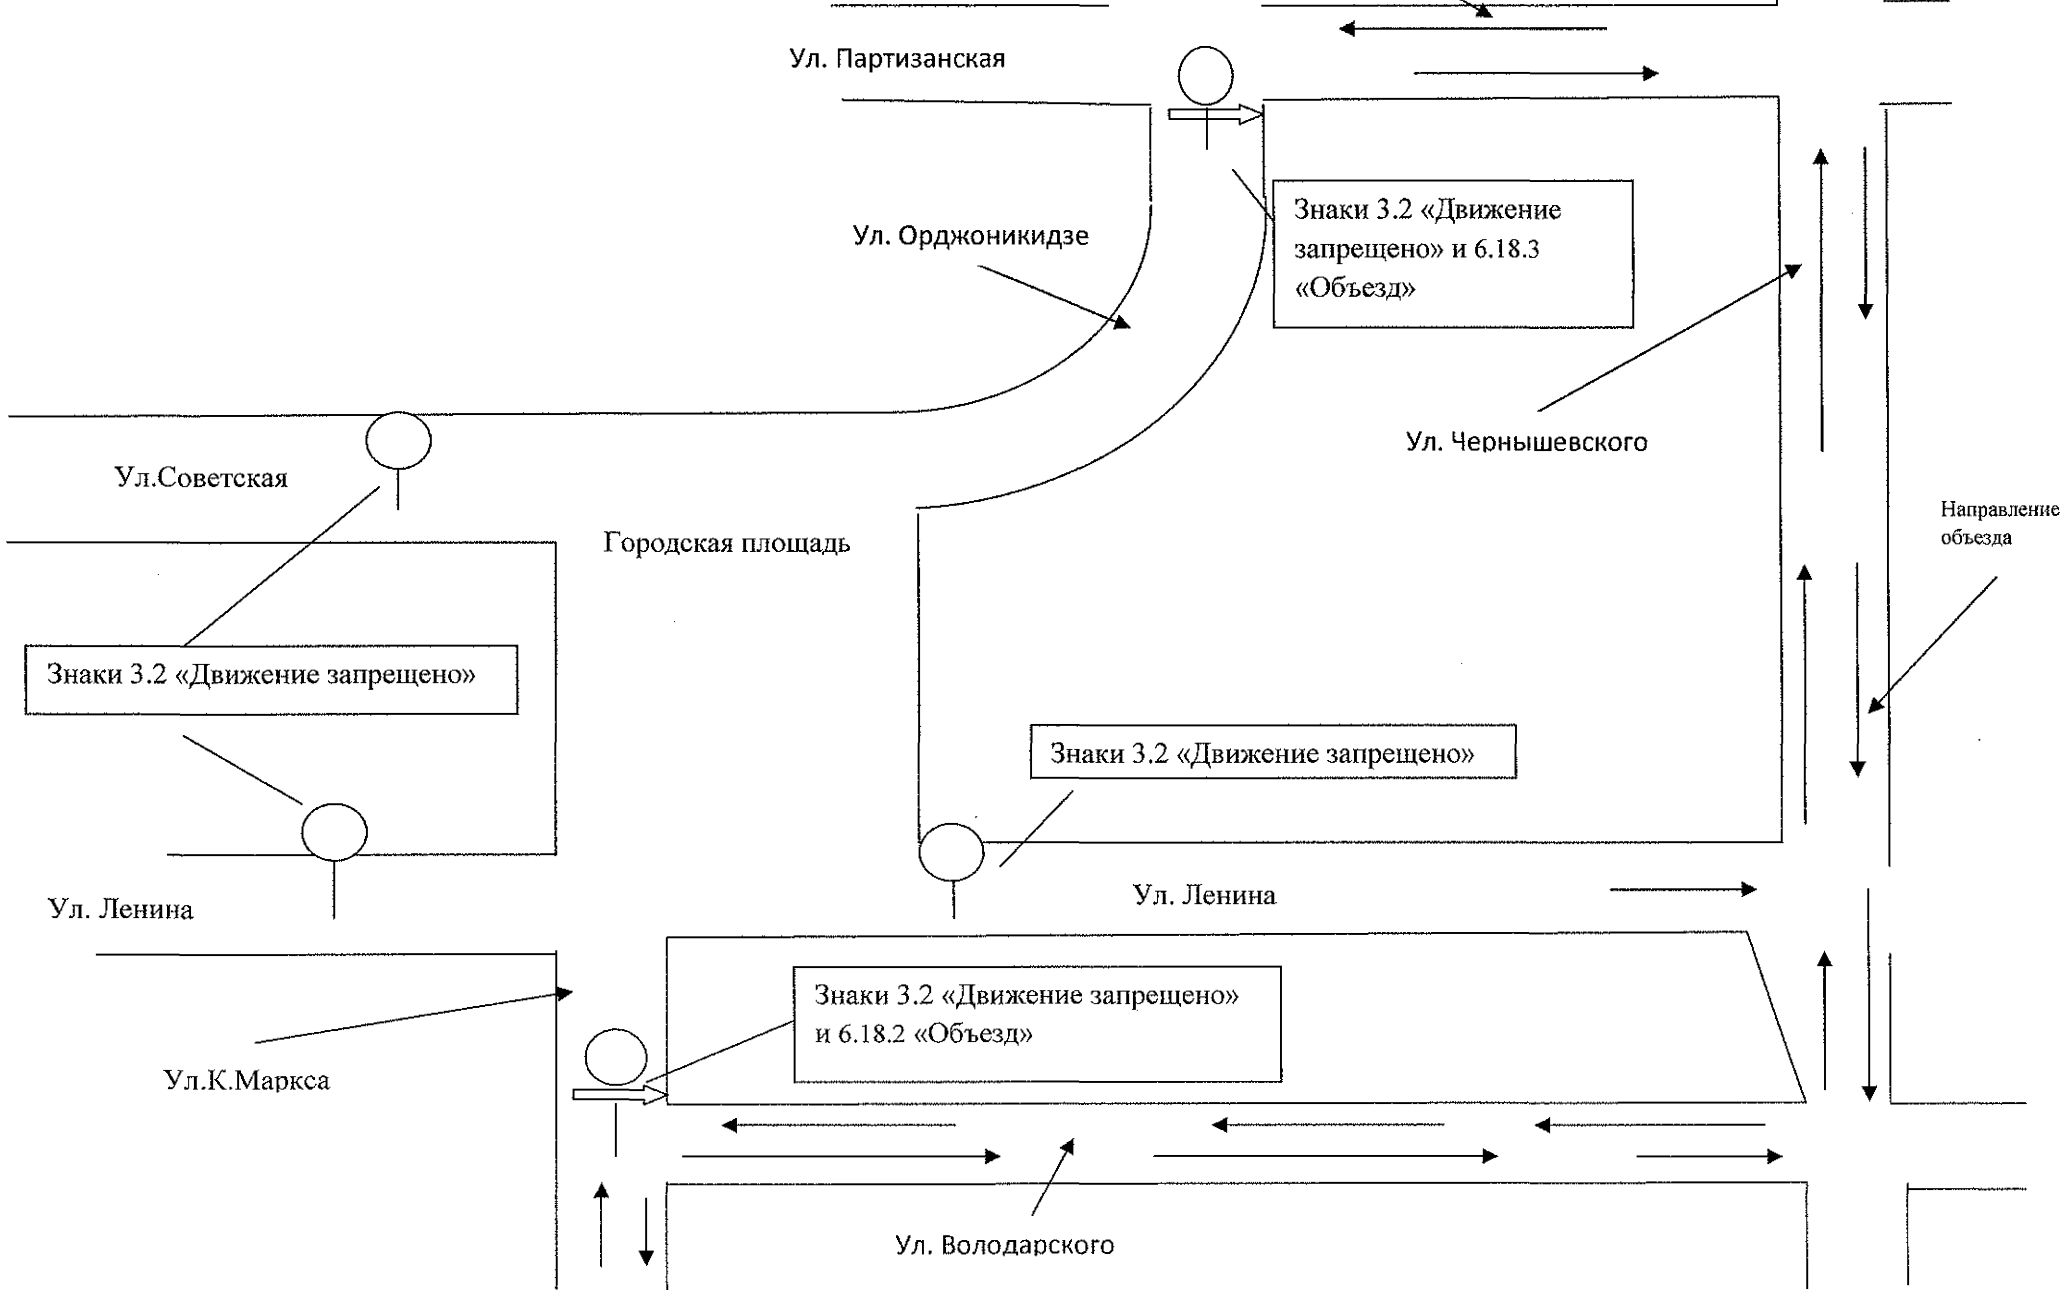 Ул. Партизанская
Знаки 3.2 «Движение
запрещено» и 6.18.3
«Объезд»
Ул. Орджоникидзе
Ул. Чернышевского
Ул.Советская
Направление
объезда
Городская площадь
Знаки 3.2 «Движение запрещено»
Знаки 3.2 «Движение запрещено»
Ул. Ленина
Ул. Ленина
Знаки 3.2 «Движение запрещено»
и 6.18.2 «Объезд»
Ул.К.Маркса
Ул. Володарского